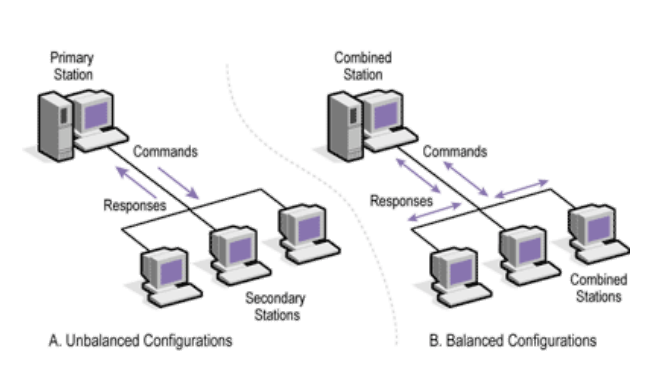 Primary
Station
Commands
Responses
Secondary
Stations
A. Unbalanced Configurations
Combined
Station
Commands
Responses
Combined
Stations
B. Balanced Configurations